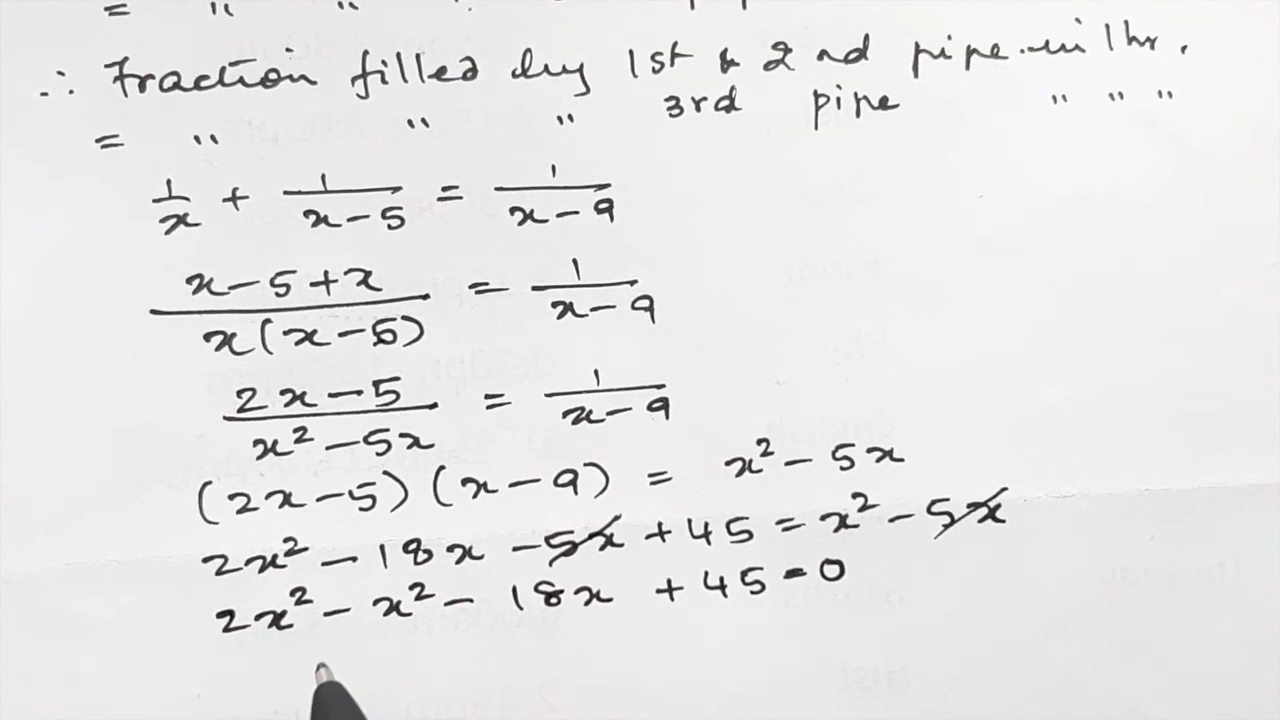 = " "
∴ Fraction filled by 1st & 2nd pipe in 1hr.
= " " " 3rd pipe " " "
1/x + 1/(x-5) = 1/(x-9)
(x-5+x)/(x(x-5)) = 1/(x-9)
(2x-5)/(x²-5x) = 1/(x-9)
(2x-5)(x-9) = x²-5x
2x²-18x-5x+45 = x²-5x
2x²-x²-18x+45=0